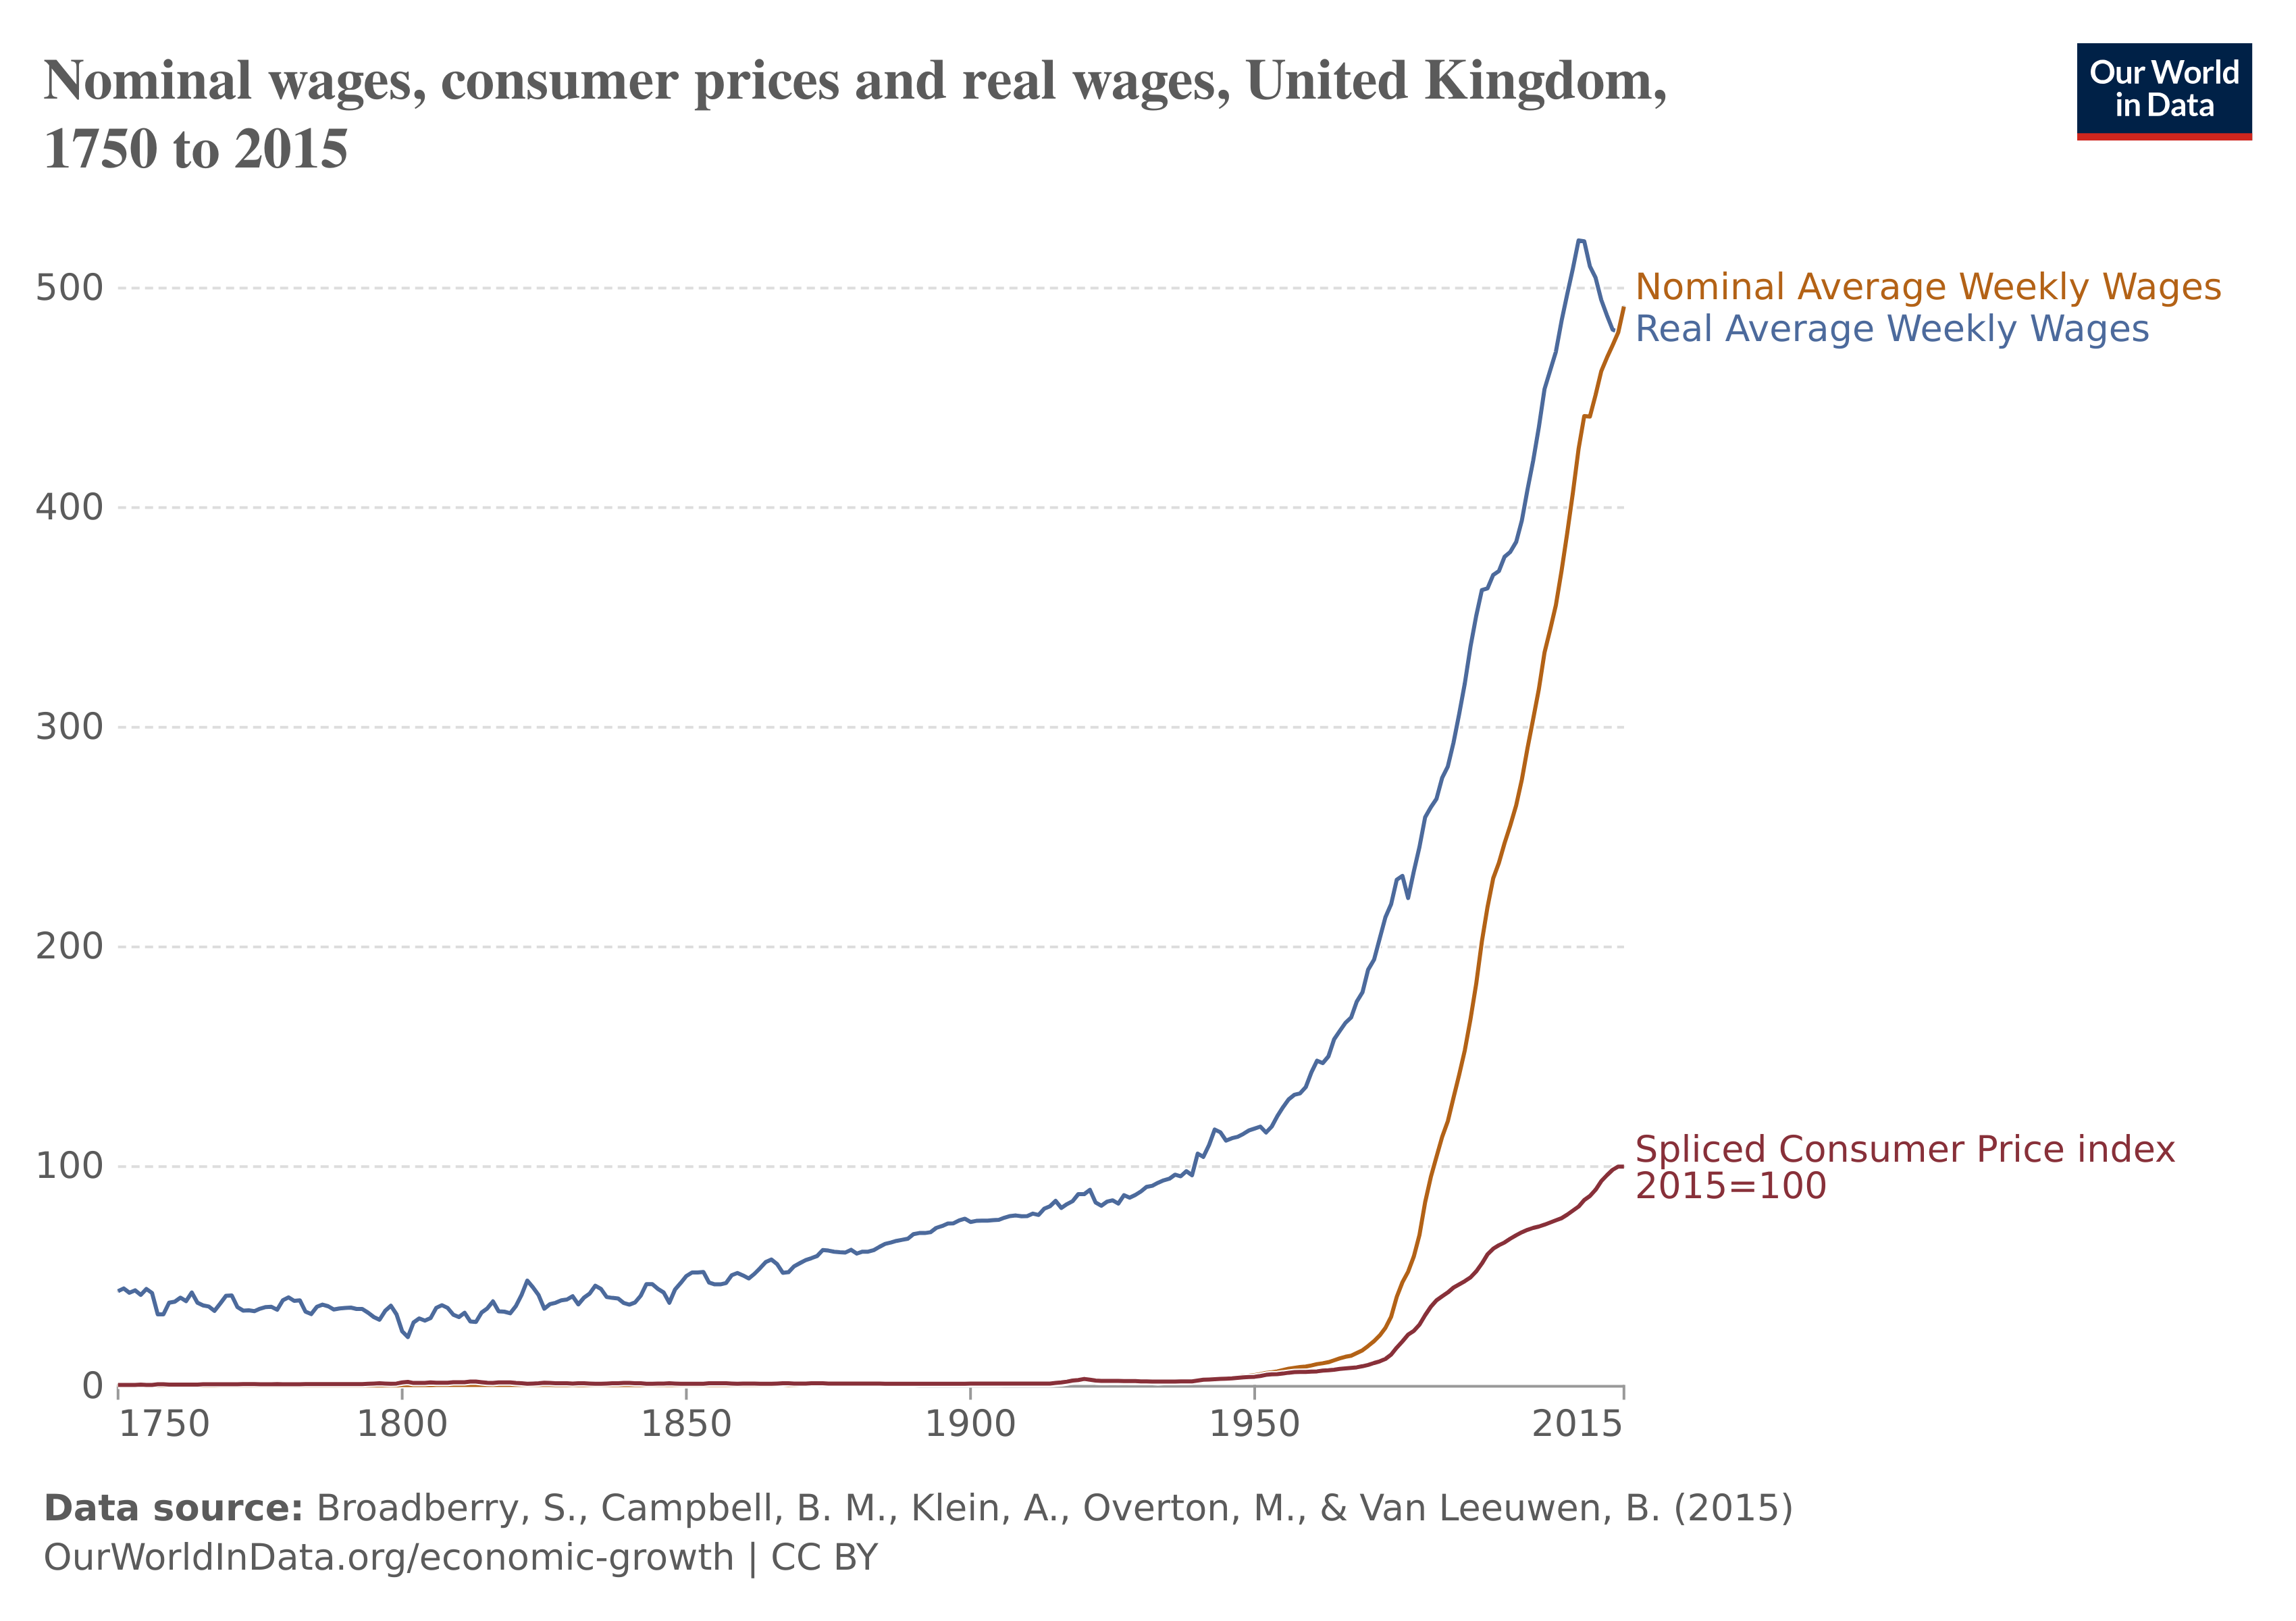 Nominal wages, consumer prices and real wages, United Kingdom,
1750 to 2015
Our World
in Data
500
Nominal Average Weekly Wages
Real Average Weekly Wages
400
300
200
100
Spliced Consumer Price index
2015=100
0
1750
1800
1850
1900
1950
2015
Data source: Broadberry, S., Campbell, B. M., Klein, A., Overton, M., & Van Leeuwen, B. (2015)
OurWorldInData.org/economic-growth | CC BY